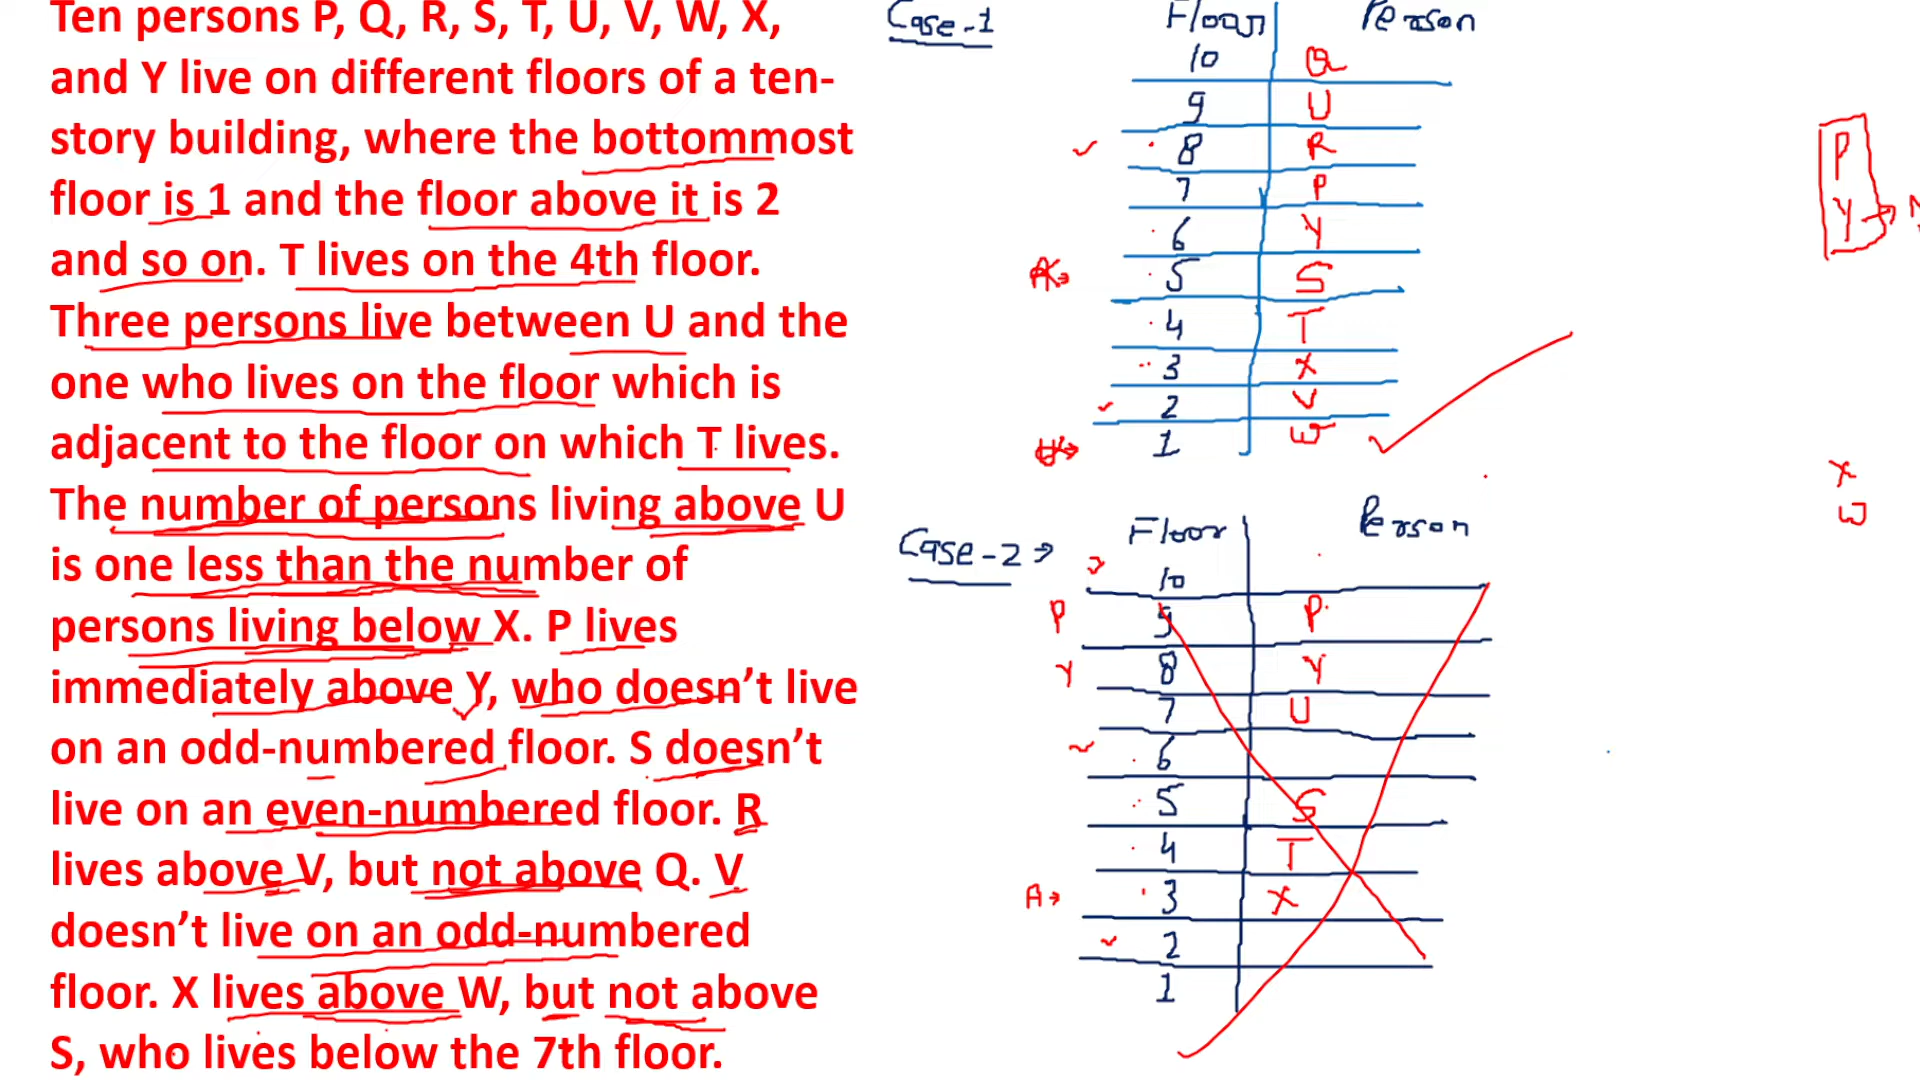 Ten persons P, Q, R, S, T, U, V, W, X,
and Y live on different floors of a ten-
story building, where the bottommost
floor is 1 and the floor above it is 2
and so on. T lives on the 4th floor.
Three persons live between U and the
one who lives on the floor which is
adjacent to the floor on which T lives.
The number of persons living above U
is one less than the number of
persons living below X. P lives
immediately above Y, who doesn't live
on an odd-numbered floor. S doesn't
live on an even-numbered floor. R
lives above V, but not above Q. V
doesn't live on an odd-numbered
floor. X lives above W, but not above
S, who lives below the 7th floor.
Case-1
Floor Person
10 Q
9 U
8 R
7 P
6 Y
5 S
4 T
3 X
2 V
1 W
P
Y
X
W
Case-2
Floor Person
10
P 9 P
Y 8 Y
7 U
6
5 S
4 T
A 3 X
2
1